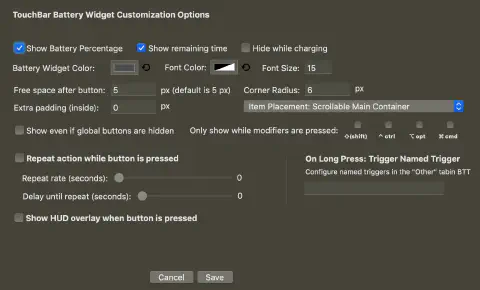 TouchBar Battery Widget Customization Options
Show Battery Percentage Show remaining time Hide while charging
Battery Widget Color: Font Color: Font Size: 15
Free space after button: 5 px (default is 5 px) Corner Radius: 6 px
Extra padding (inside): 0 px Item Placement: Scrollable Main Container
Show even if global buttons are hidden Only show while modifiers are pressed: ⇧(shift) ^ ctrl ⌥ opt ⌘ cmd
Repeat action while button is pressed On Long Press: Trigger Named Trigger
Configure named triggers in the "Other" tabin BTT
Repeat rate (seconds): 0
Delay until repeat (seconds): 0
Show HUD overlay when button is pressed
Cancel Save